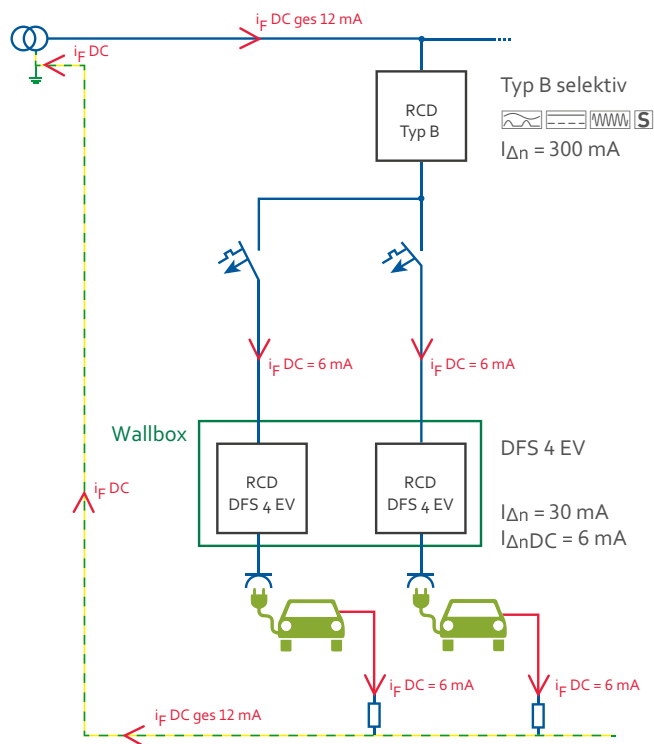 iF DC ges 12 mA
iF DC
RCD
Typ B
Typ B selektiv
S
IΔn = 300 mA
iF DC = 6 mA
iF DC = 6 mA
Wallbox
RCD
DFS 4 EV
RCD
DFS 4 EV
DFS 4 EV
IΔn = 30 mA
IΔnDC = 6 mA
iF DC
iF DC = 6 mA
iF DC = 6 mA
iF DC ges 12 mA